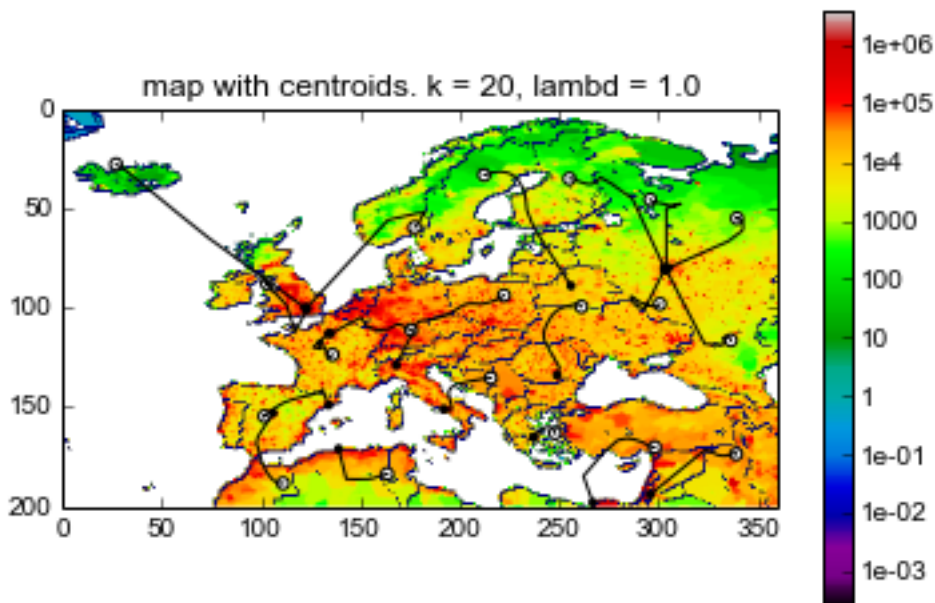 map with centroids. k = 20, lambd = 1.0
0
50
100
150
200
0 50 100 150 200 250 300 350
1e+06
1e+05
1e4
1000
100
10
1
1e-01
1e-02
1e-03